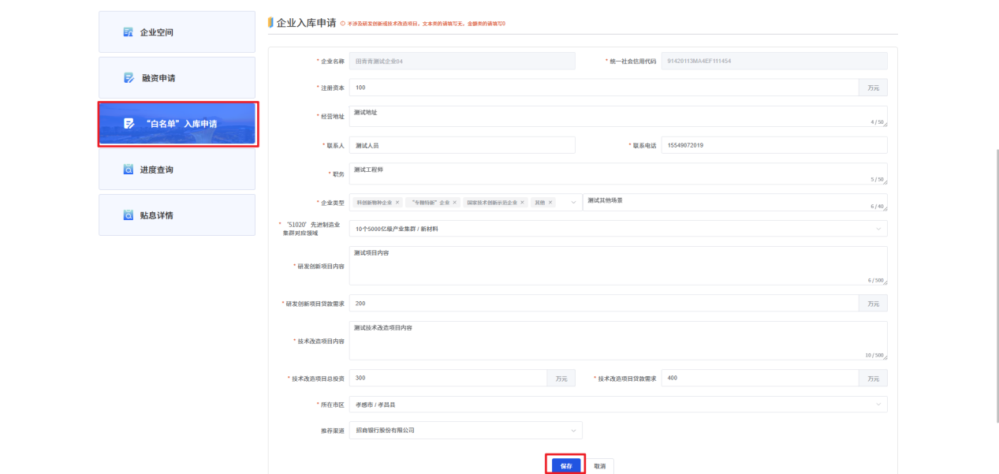 企业空间
融资申请
“白名单”入库申请
进度查询
贴息详情
企业入库申请 不涉及研发创新或技术改造项目，文本类的请填写无，金额类的请填写0
* 企业名称 田青青测试企业04 * 统一社会信用代码 91420113MA4EF111454
* 注册资本 100 万元
* 经营地址 测试地址 4 / 50
* 联系人 测试人员 * 联系电话 15549072019
* 职务 测试工程师 5 / 50
* 企业类型 科创新物种企业 × “专精特新”企业 × 国家技术创新示范企业 × 其他 × 测试其他场景 6 / 40
* ‘51020’先进制造业
集群对应领域 10个5000亿级产业集群 / 新材料
* 研发创新项目内容 测试项目内容 6 / 500
* 研发创新项目贷款需求 200 万元
* 技术改造项目内容 测试技术改造项目内容 10 / 500
* 技术改造项目总投资 300 万元 * 技术改造项目贷款需求 400 万元
* 所在市区 孝感市 / 孝昌县
推荐渠道 招商银行股份有限公司
保存 取消